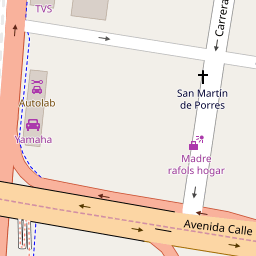 TVS
Carrera
Autolab
San Martin
de Porres
Yamaha
Madre
rafols hogar
Avenida Calle